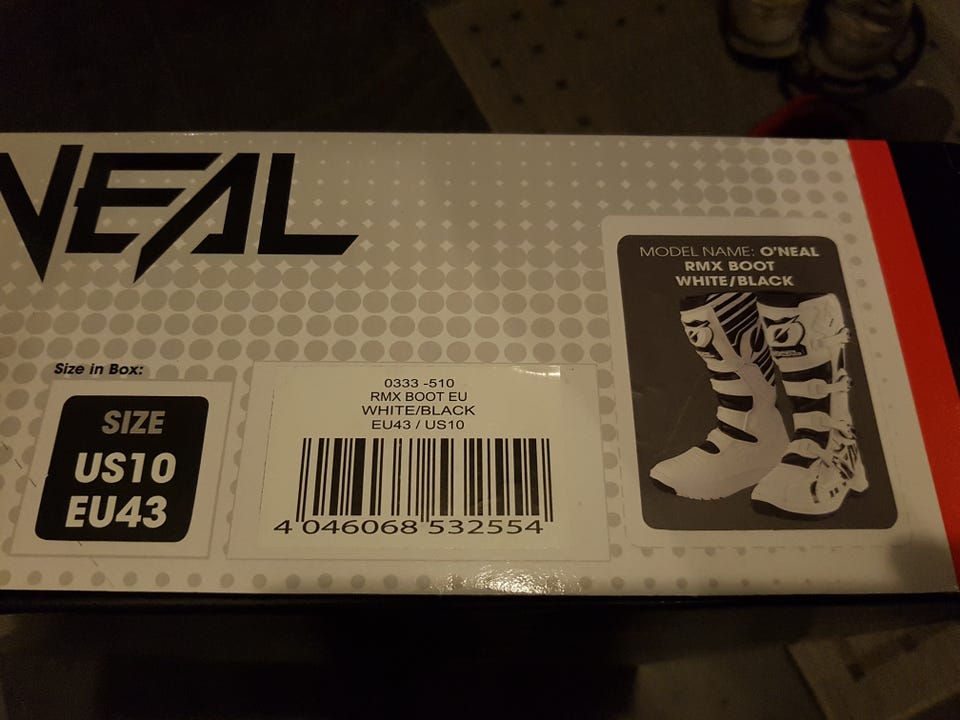 NEAL
MODEL NAME: O'NEAL
RMX BOOT
WHITE/BLACK
Size in Box:
SIZE
US10
EU43
0333 -510
RMX BOOT EU
WHITE/BLACK
EU43 / US10
4 046068 532554